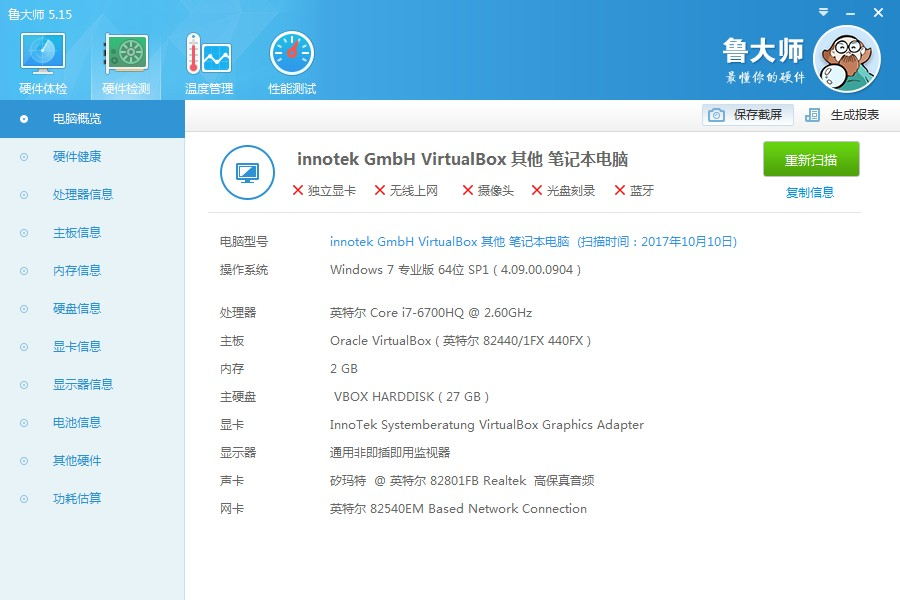 鲁大师 5.15
硬件体检
硬件检测
温度管理
性能测试
鲁大师
最懂你的硬件
电脑概览
保存截屏
生成报表
硬件健康
处理器信息
主板信息
内存信息
硬盘信息
显卡信息
显示器信息
电池信息
其他硬件
功耗估算
innotek GmbH VirtualBox 其他 笔记本电脑
独立显卡 无线上网 摄像头 光盘刻录 蓝牙
重新扫描
复制信息
电脑型号 innotek GmbH VirtualBox 其他 笔记本电脑 (扫描时间：2017年10月10日)
操作系统 Windows 7 专业版 64位 SP1 ( 4.09.00.0904 )
处理器 英特尔 Core i7-6700HQ @ 2.60GHz
主板 Oracle VirtualBox ( 英特尔 82440/1FX 440FX )
内存 2 GB
主硬盘 VBOX HARDDISK ( 27 GB )
显卡 InnoTek Systemberatung VirtualBox Graphics Adapter
显示器 通用非即插即用监视器
声卡 矽玛特 @ 英特尔 82801FB Realtek 高保真音频
网卡 英特尔 82540EM Based Network Connection